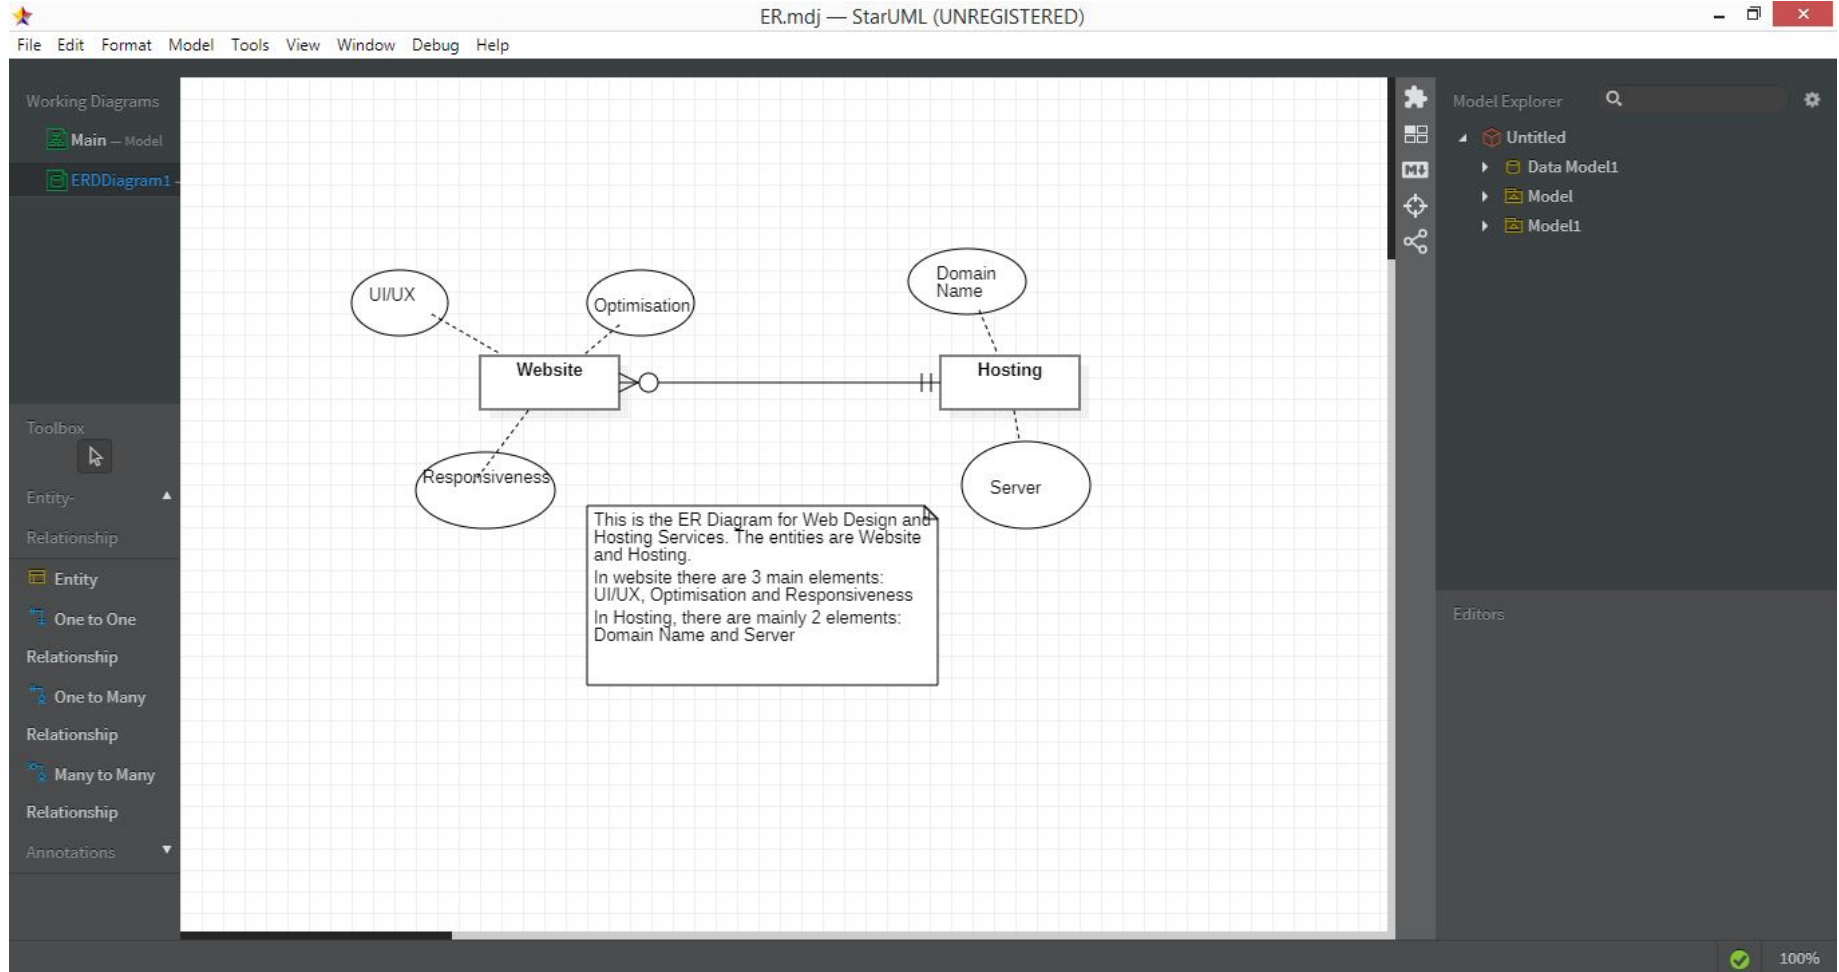 ER.mdj — StarUML (UNREGISTERED)
File Edit Format Model Tools View Window Debug Help
Working Diagrams
Main — Model
ERDDiagram1 –
Toolbox
Entity-
Relationship
Entity
One to One
Relationship
One to Many
Relationship
Many to Many
Relationship
Annotations
UI/UX
Optimisation
Domain
Name
Website
Hosting
Responsiveness
Server
This is the ER Diagram for Web Design and
Hosting Services. The entities are Website
and Hosting.
In website there are 3 main elements:
UI/UX, Optimisation and Responsiveness
In Hosting, there are mainly 2 elements:
Domain Name and Server
M
Model Explorer
Untitled
Data Model1
Model
Model1
Editors
100%